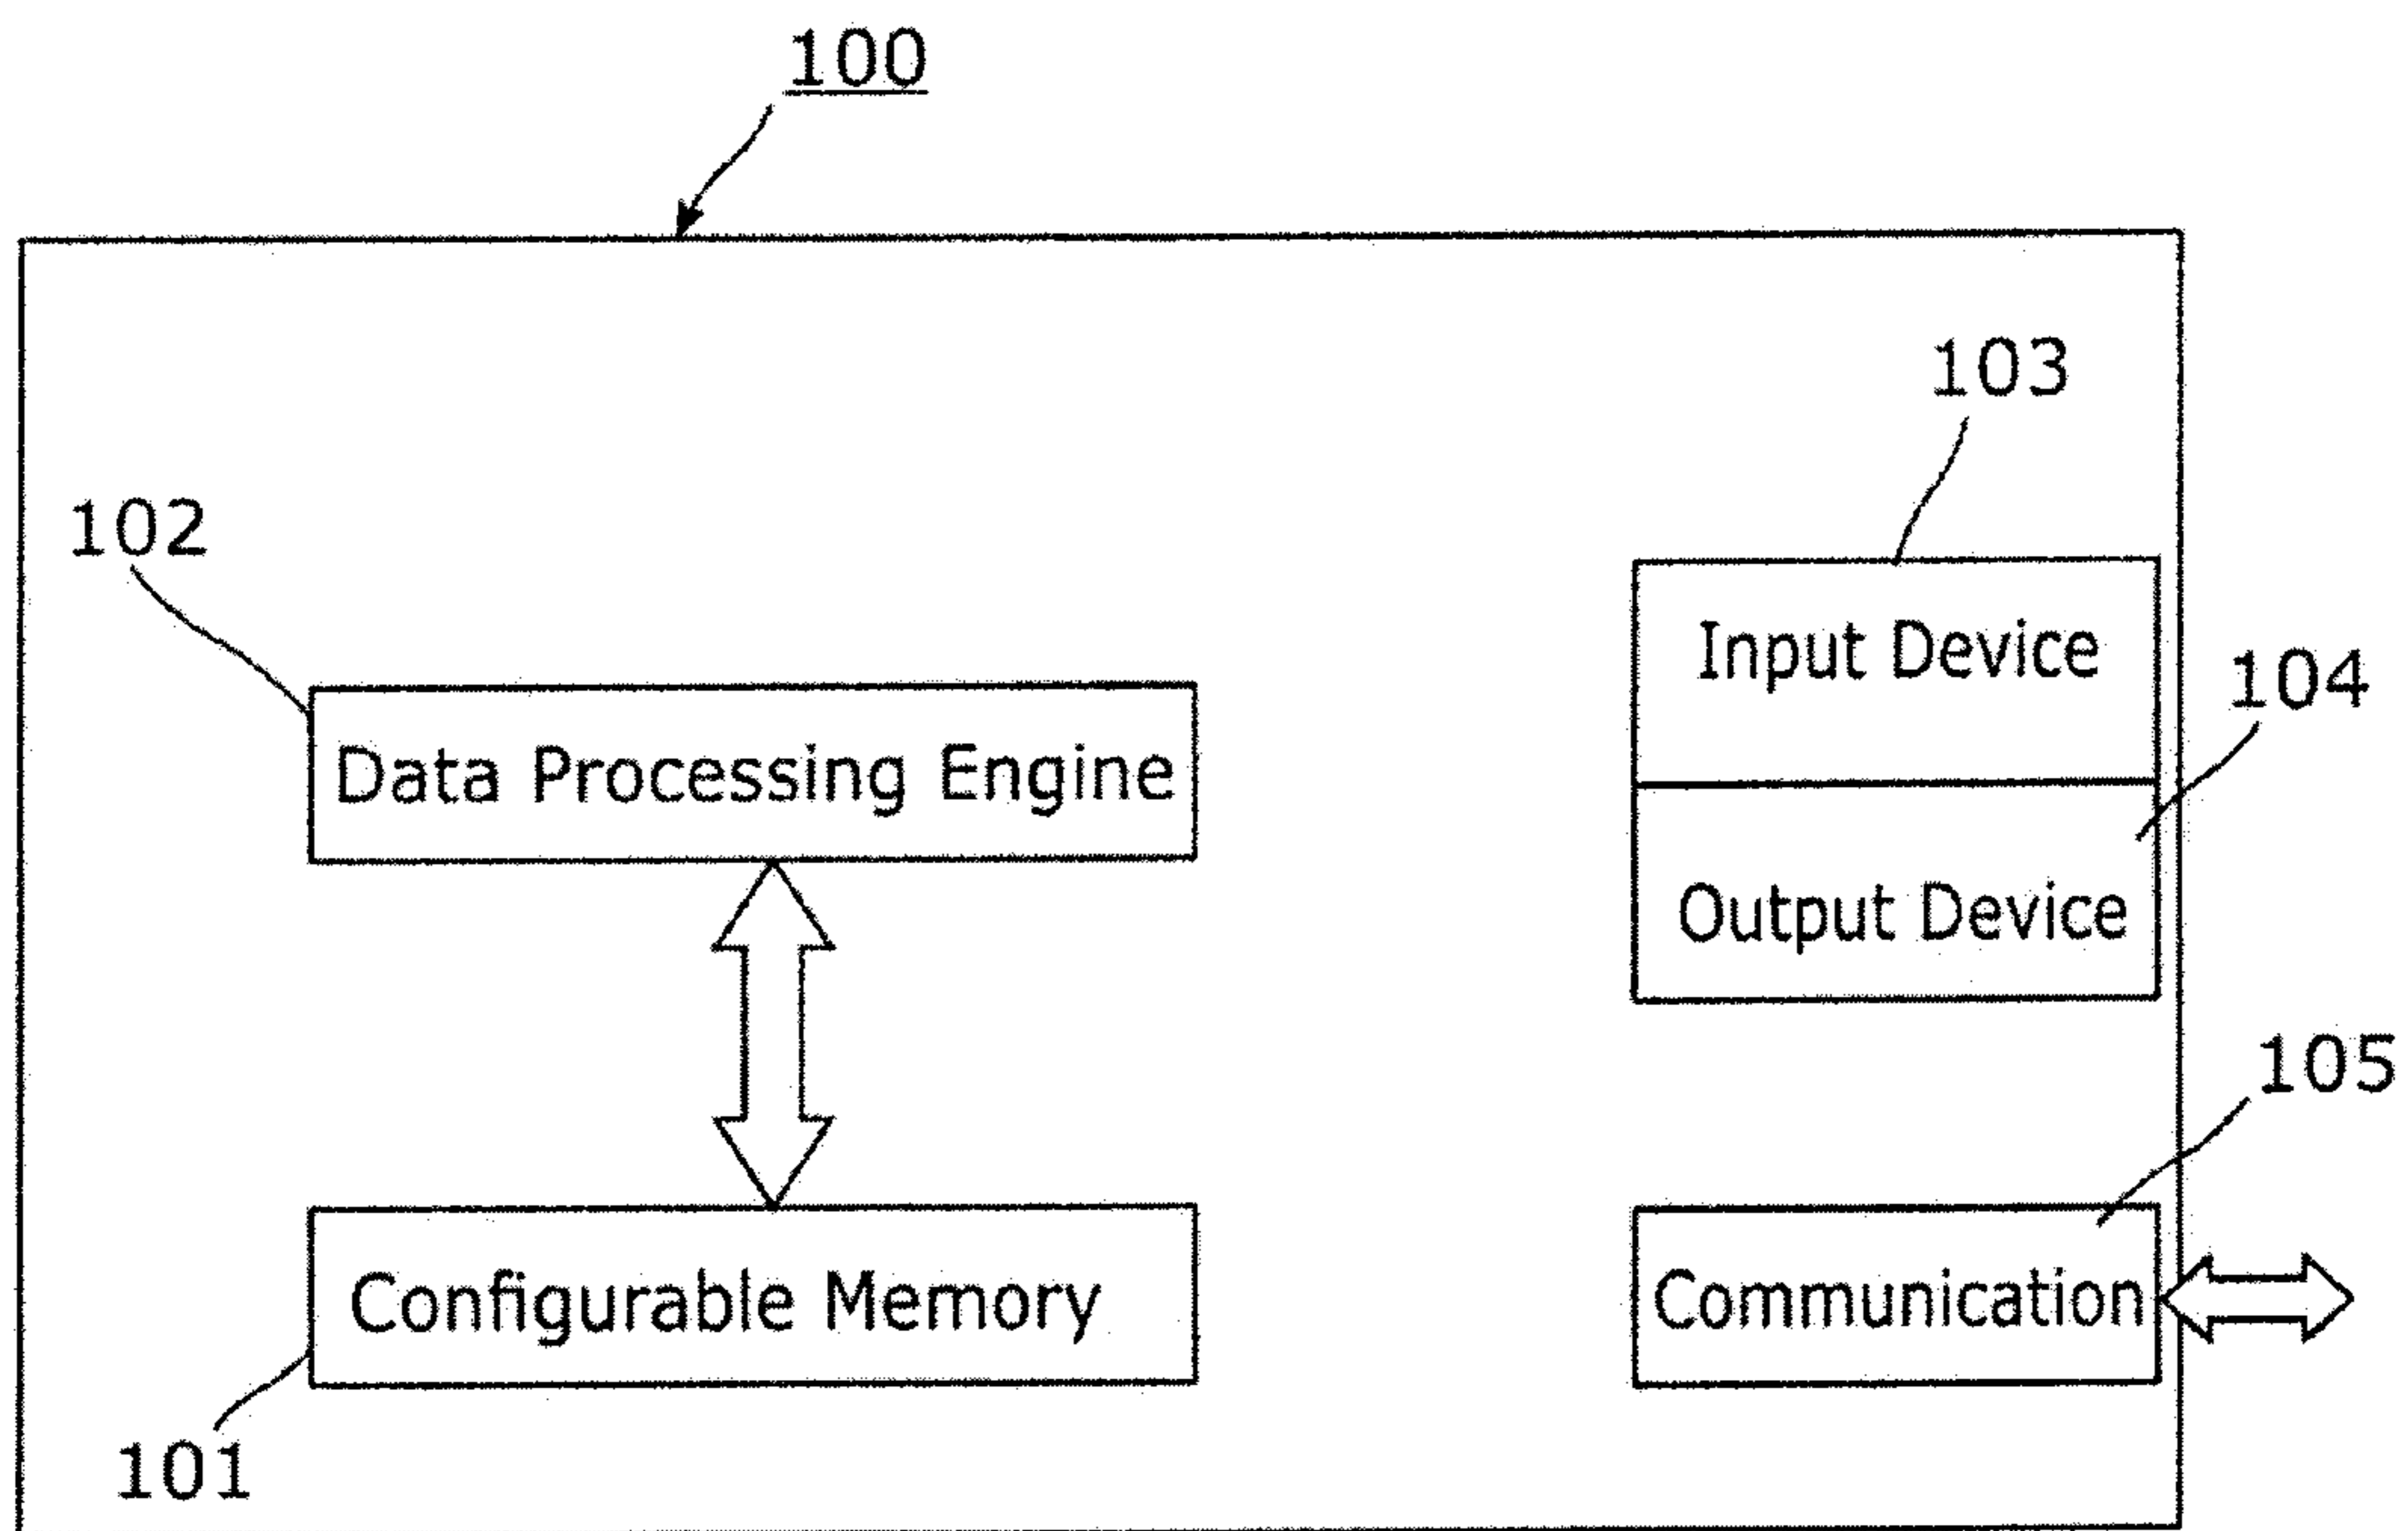 100
103
102
Input Device
104
Data Processing Engine
Output Device
105
Configurable Memory
Communication
101